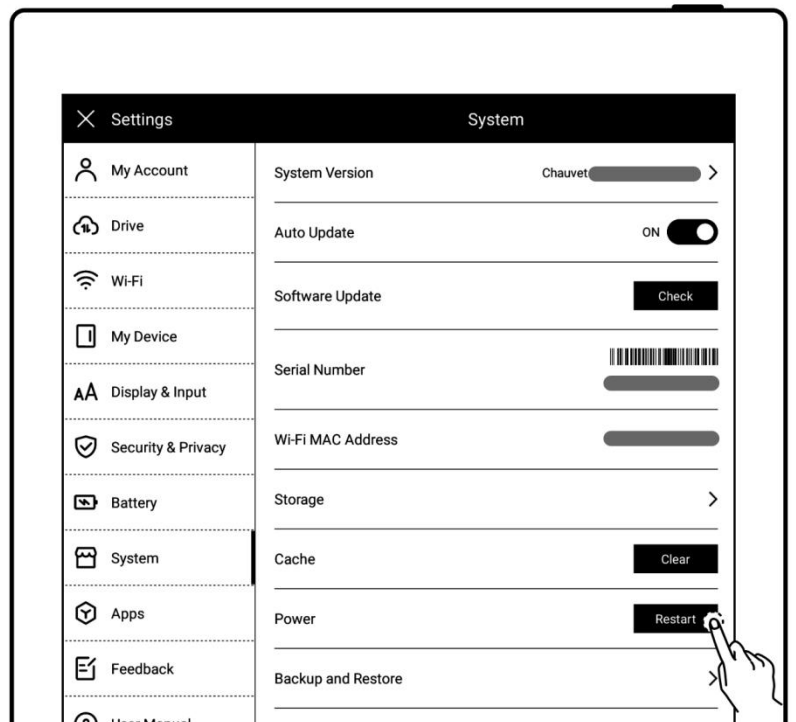 Settings
System
My Account
Drive
Wi-Fi
My Device
Display & Input
Security & Privacy
Battery
System
Apps
Feedback
User Manual
System Version Chauvet
Auto Update ON
Software Update Check
Serial Number
Wi-Fi MAC Address
Storage
Cache Clear
Power Restart
Backup and Restore